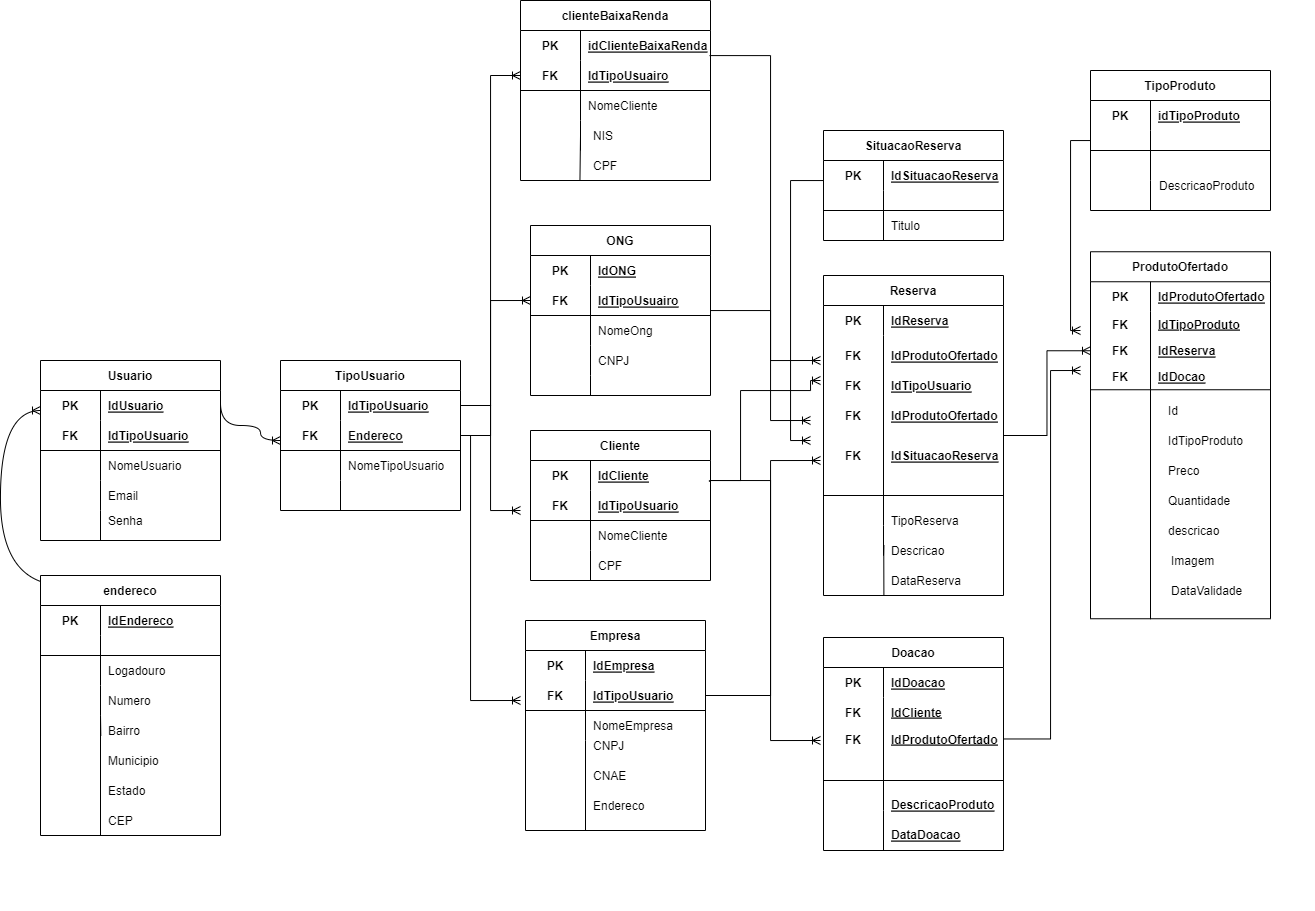 clienteBaixaRenda
PK idClienteBaixaRenda
FK IdTipoUsuairo
NomeCliente
NIS
CPF
ONG
PK IdONG
FK IdTipoUsuairo
NomeOng
CNPJ
Usuario
PK IdUsuario
FK IdTipoUsuario
NomeUsuario
Email
Senha
TipoUsuario
PK IdTipoUsuario
FK Endereco
NomeTipoUsuario
Cliente
PK IdCliente
FK IdTipoUsuario
NomeCliente
CPF
endereco
PK IdEndereco
Logadouro
Numero
Bairro
Municipio
Estado
CEP
Empresa
PK IdEmpresa
FK IdTipoUsuario
NomeEmpresa
CNPJ
CNAE
Endereco
SituacaoReserva
PK IdSituacaoReserva
Titulo
Reserva
PK IdReserva
FK IdProdutoOfertado
FK IdTipoUsuario
FK IdProdutoOfertado
FK IdSituacaoReserva
TipoReserva
Descricao
DataReserva
Doacao
PK IdDoacao
FK IdCliente
FK IdProdutoOfertado
DescricaoProduto
DataDoacao
TipoProduto
PK idTipoProduto
DescricaoProduto
ProdutoOfertado
PK IdProdutoOfertado
FK IdTipoProduto
FK IdReserva
FK IdDocao
Id
IdTipoProduto
Preco
Quantidade
descricao
Imagem
DataValidade